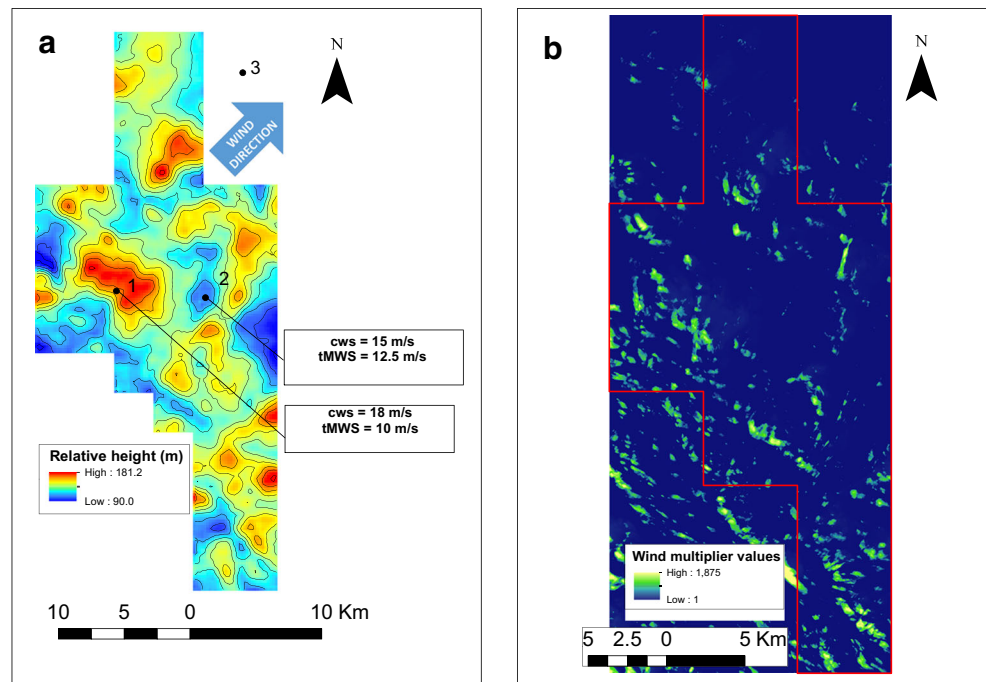 a
N
3
WIND
DIRECTION
1
2
cws = 15 m/s
tMWS = 12.5 m/s
cws = 18 m/s
tMWS = 10 m/s
Relative height (m)
High : 181.2
Low : 90.0
10 5 0 10 Km
b
N
Wind multiplier values
High : 1,875
Low : 1
5 2.5 0 5 Km